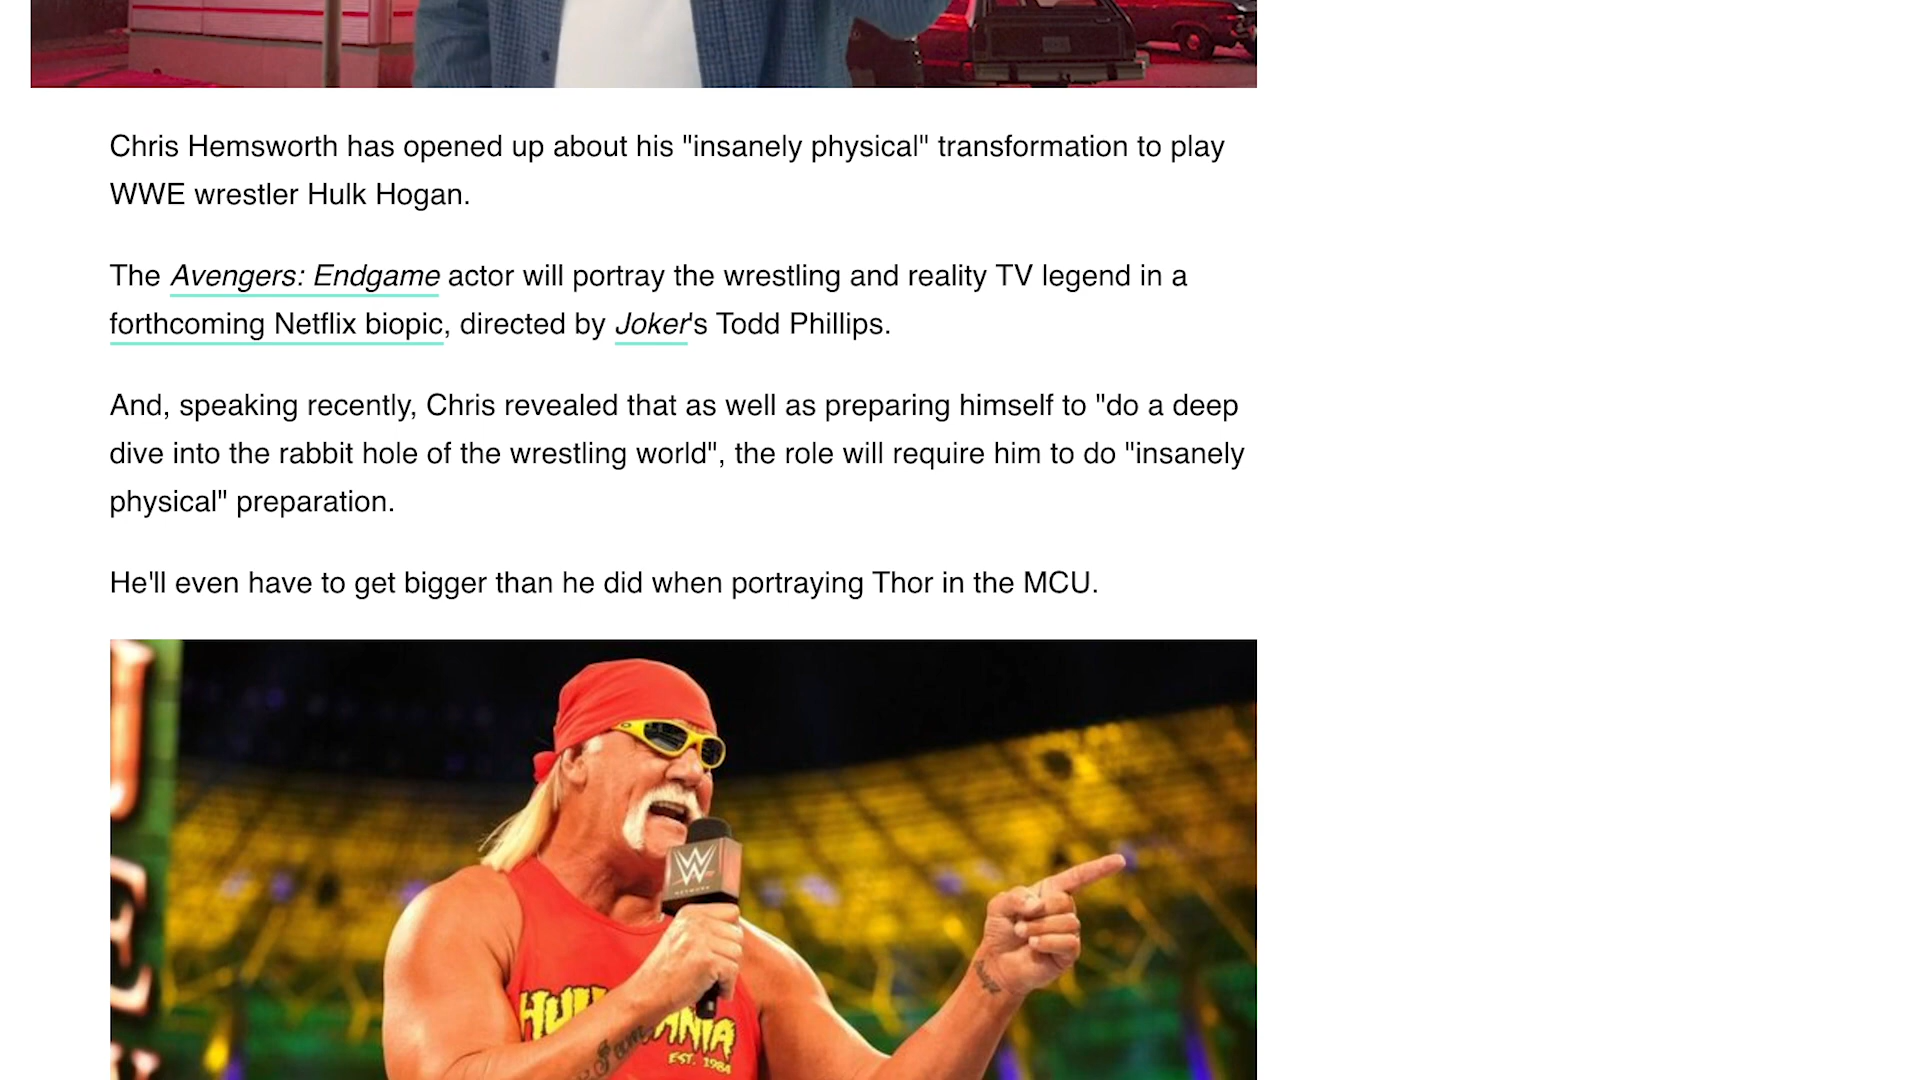 Chris Hemsworth has opened up about his "insanely physical" transformation to play
WWE wrestler Hulk Hogan.
The Avengers: Endgame actor will portray the wrestling and reality TV legend in a
forthcoming Netflix biopic, directed by Joker's Todd Phillips.
And, speaking recently, Chris revealed that as well as preparing himself to "do a deep
dive into the rabbit hole of the wrestling world", the role will require him to do "insanely
physical" preparation.
He'll even have to get bigger than he did when portraying Thor in the MCU.
W
NETWORK
EST. 1984